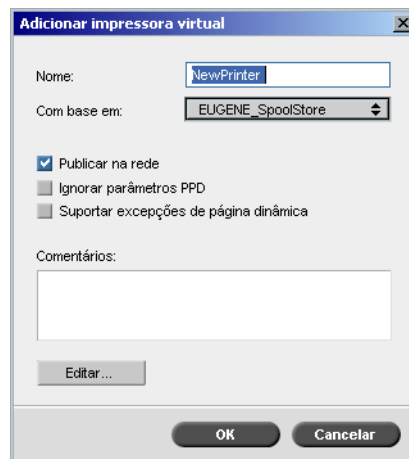 Adicionar impressora virtual
Nome: NewPrinter
Com base em: EUGENE_SpoolStore
Publicar na rede
Ignorar parâmetros PPD
Suportar excepções de página dinâmica
Comentários:
Editar...
OK Cancelar